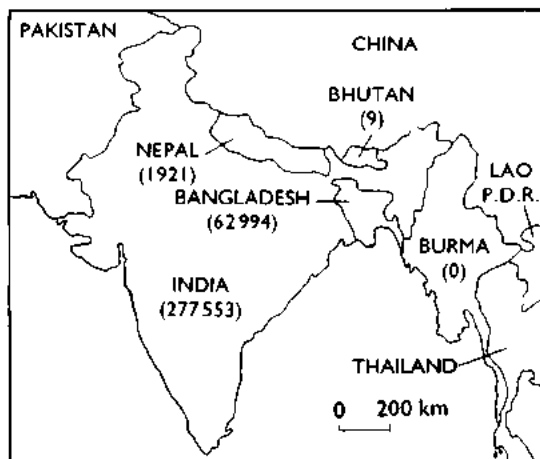 PAKISTAN
CHINA
BHUTAN
(9)
NEPAL
(1921)
LAO
P.D.R.
BANGLADESH
(62994)
BURMA
(0)
INDIA
(277553)
THAILAND
0 200 km